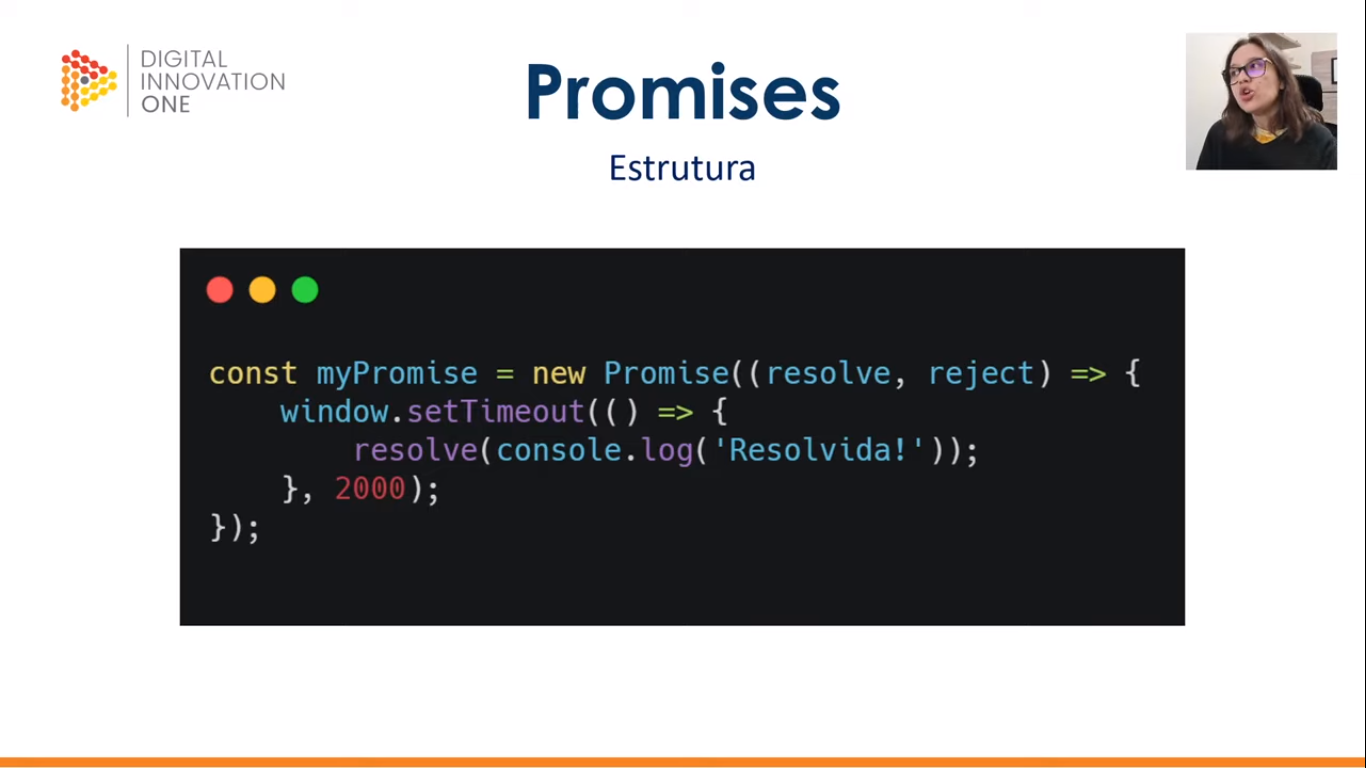 DIGITAL
INNOVATION
ONE
Promises
Estrutura
const myPromise = new Promise((resolve, reject) => {
    window.setTimeout(() => {
        resolve(console.log('Resolvida!'));
    }, 2000);
});